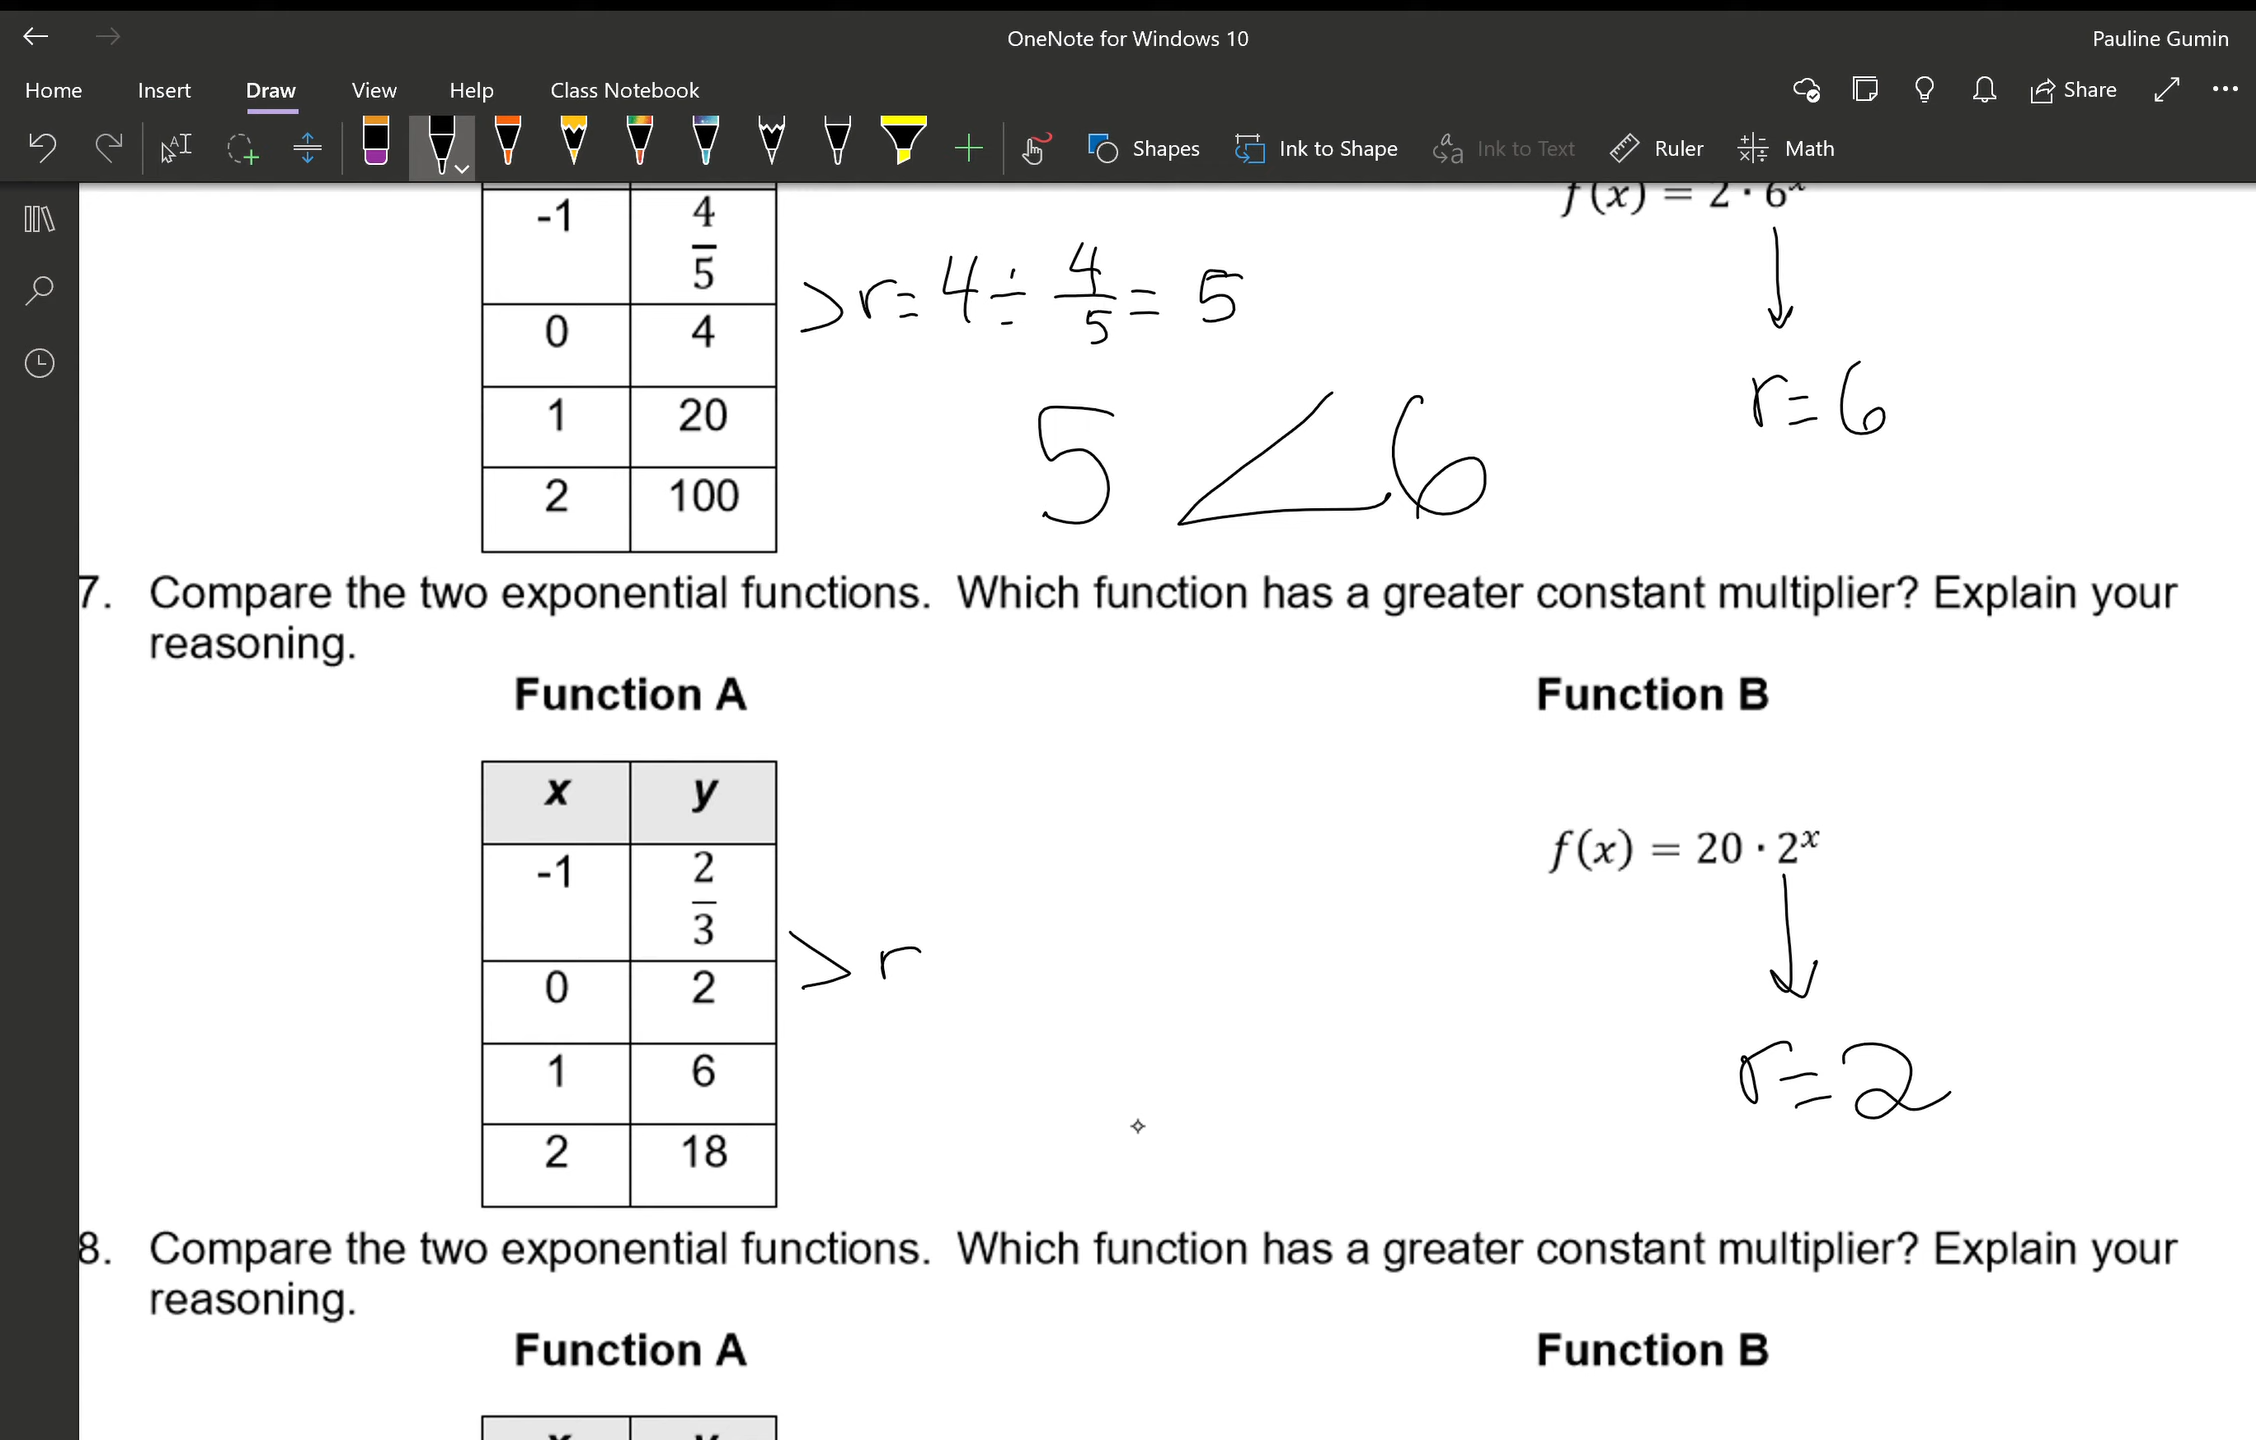 OneNote for Windows 10
Pauline Gumin
Home Insert Draw View Help Class Notebook Share
Shapes Ink to Shape Ink to Text Ruler Math
f(x) = 2 · 6ˣ
-1 4/5
0 4
1 20
2 100
> r = 4 ÷ 4/5 = 5
r = 6
5 < 6
7. Compare the two exponential functions. Which function has a greater constant multiplier? Explain your
reasoning.
Function A Function B
x y
-1 2/3
0 2
1 6
2 18
> r
f(x) = 20 · 2ˣ
r = 2
8. Compare the two exponential functions. Which function has a greater constant multiplier? Explain your
reasoning.
Function A Function B
x y